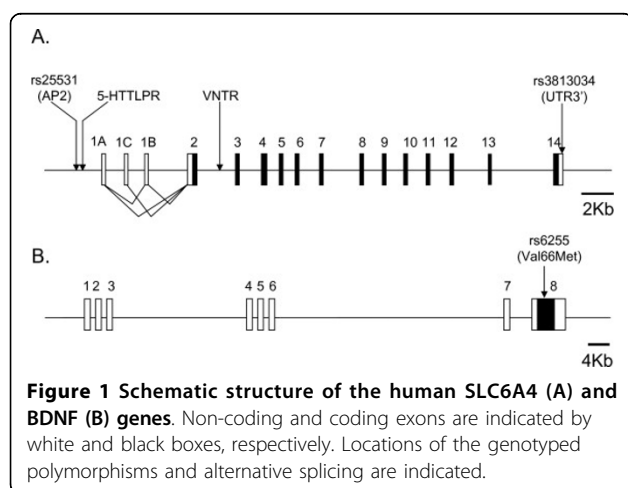 A.
rs25531
(AP2)
5-HTTLPR
VNTR
rs3813034
(UTR3')
1A 1C 1B 2 3 4 5 6 7 8 9 10 11 12 13 14
2Kb
B.
rs6255
(Val66Met)
1 2 3 4 5 6 7 8
4Kb
Figure 1 Schematic structure of the human SLC6A4 (A) and
BDNF (B) genes. Non-coding and coding exons are indicated by
white and black boxes, respectively. Locations of the genotyped
polymorphisms and alternative splicing are indicated.